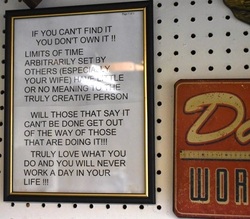 IF YOU CAN'T FIND IT
YOU DON'T OWN IT !!
LIMITS OF TIME
ARBITRARILY SET BY
OTHERS (ESPECIALLY
YOUR WIFE) HAVE LITTLE
OR NO MEANING TO THE
TRULY CREATIVE PERSON
WILL THOSE THAT SAY IT
CAN'T BE DONE GET OUT
OF THE WAY OF THOSE
THAT ARE DOING IT!!!
TRULY LOVE WHAT YOU
DO AND YOU WILL NEVER
WORK A DAY IN YOUR
LIFE !!!
WOR